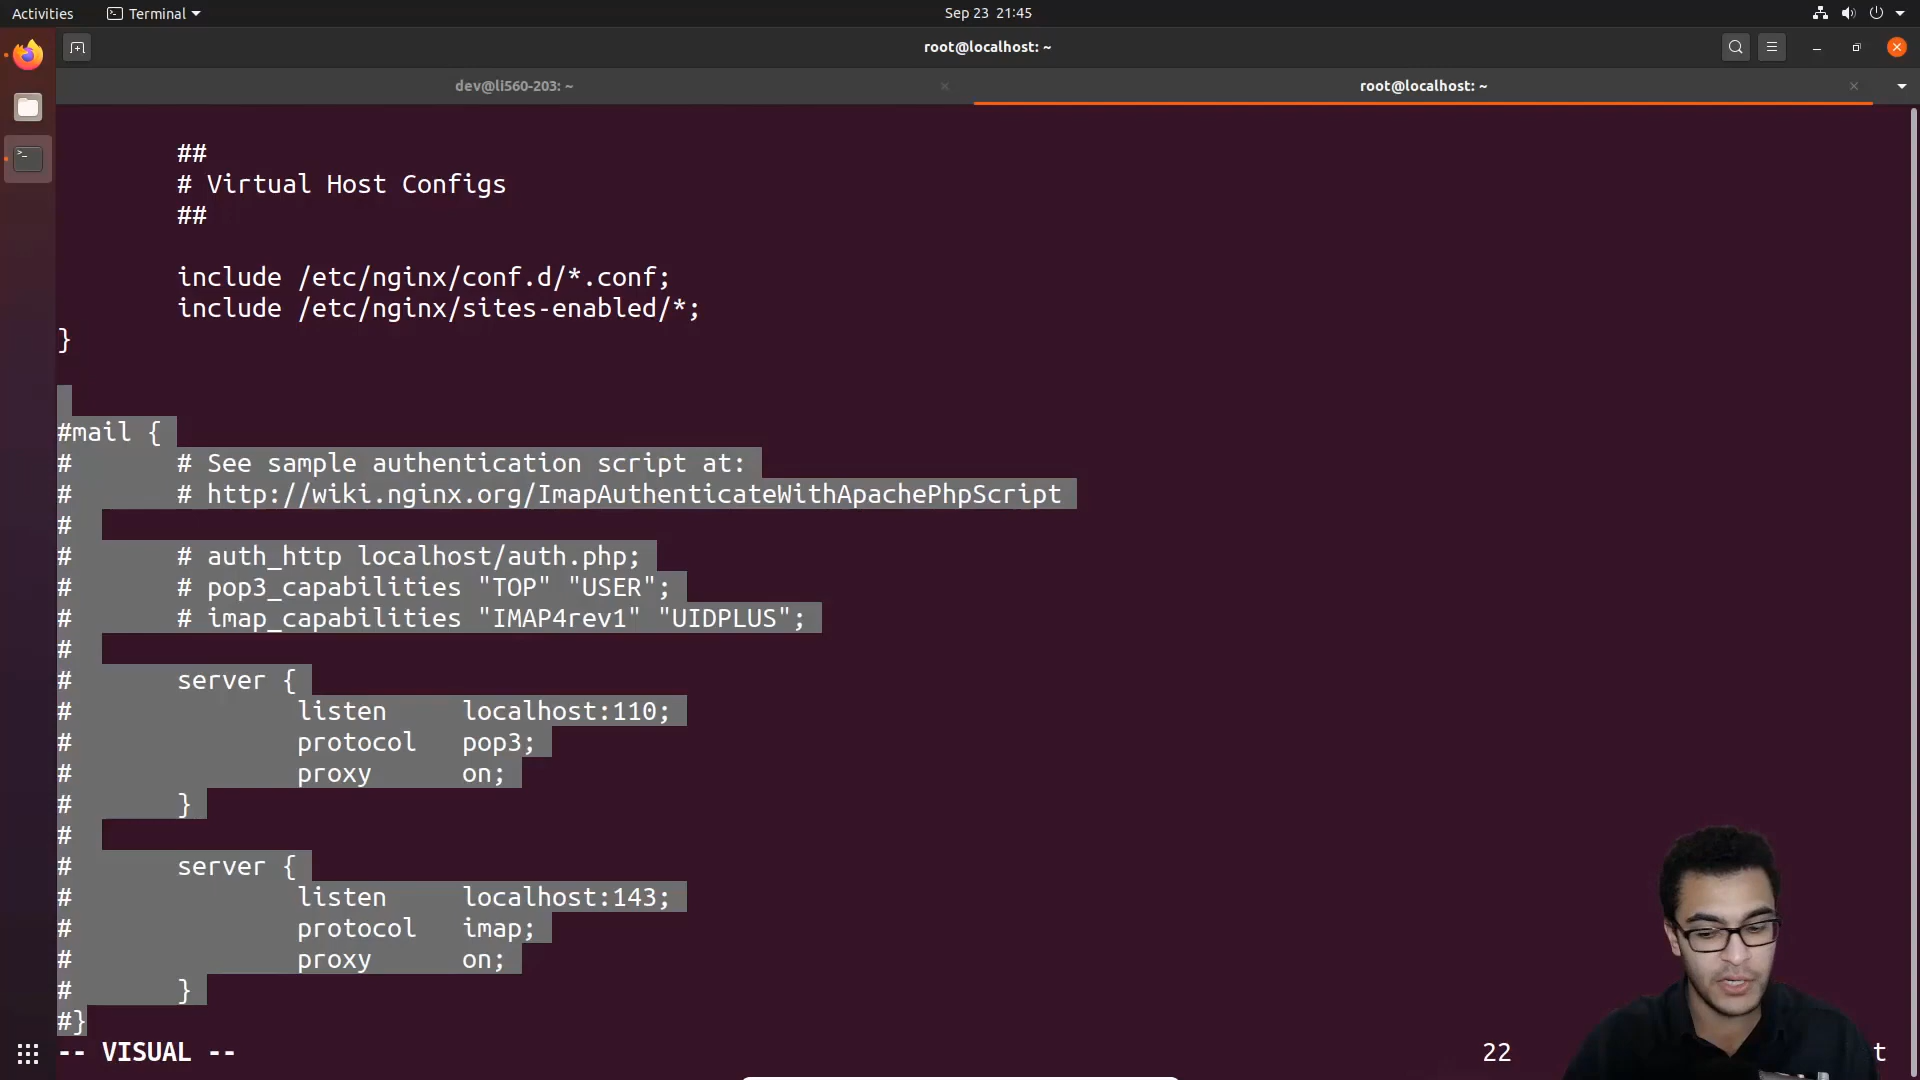 Activities
Terminal
Sep 23 21:45
root@localhost: ~
dev@li560-203: ~
root@localhost: ~
##
# Virtual Host Configs
##
include /etc/nginx/conf.d/*.conf;
include /etc/nginx/sites-enabled/*;
}
#mail {
# # See sample authentication script at:
# # http://wiki.nginx.org/ImapAuthenticateWithApachePhpScript
#
# # auth_http localhost/auth.php;
# # pop3_capabilities "TOP" "USER";
# # imap_capabilities "IMAP4rev1" "UIDPLUS";
#
# server {
# listen localhost:110;
# protocol pop3;
# proxy on;
# }
#
# server {
# listen localhost:143;
# protocol imap;
# proxy on;
# }
#}
-- VISUAL --
22